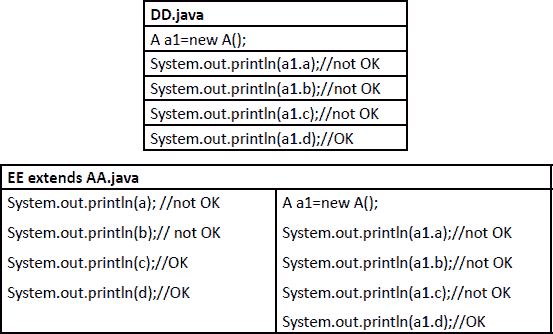 DD.java
A a1=new A();
System.out.println(a1.a);//not OK
System.out.println(a1.b);//not OK
System.out.println(a1.c);//not OK
System.out.println(a1.d);//OK
EE extends AA.java
System.out.println(a); //not OK
System.out.println(b);// not OK
System.out.println(c);//OK
System.out.println(d);//OK
A a1=new A();
System.out.println(a1.a);//not OK
System.out.println(a1.b);//not OK
System.out.println(a1.c);//not OK
System.out.println(a1.d);//OK